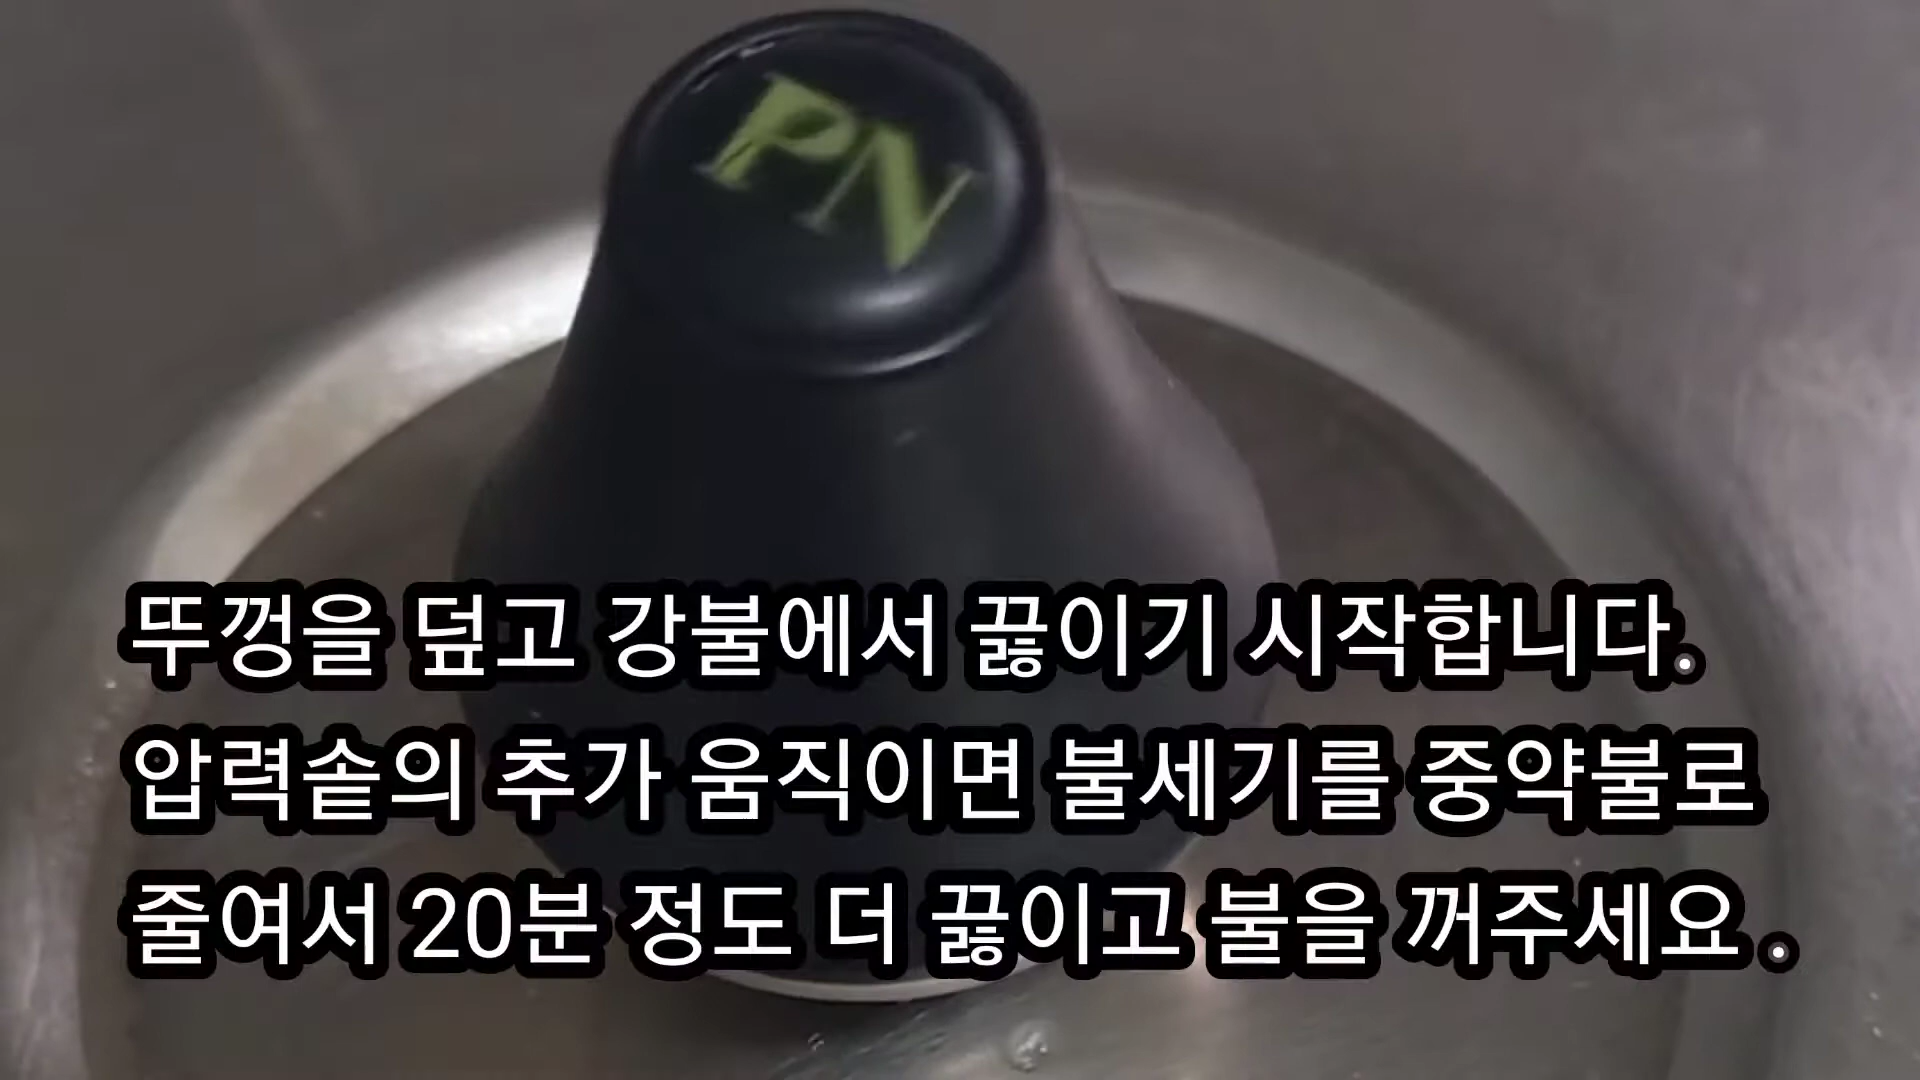 PN
뚜껑을 덮고 강불에서 끓이기 시작합니다.
압력솥의 추가 움직이면 불세기를 중약불로
줄여서 20분 정도 더 끓이고 불을 꺼주세요.